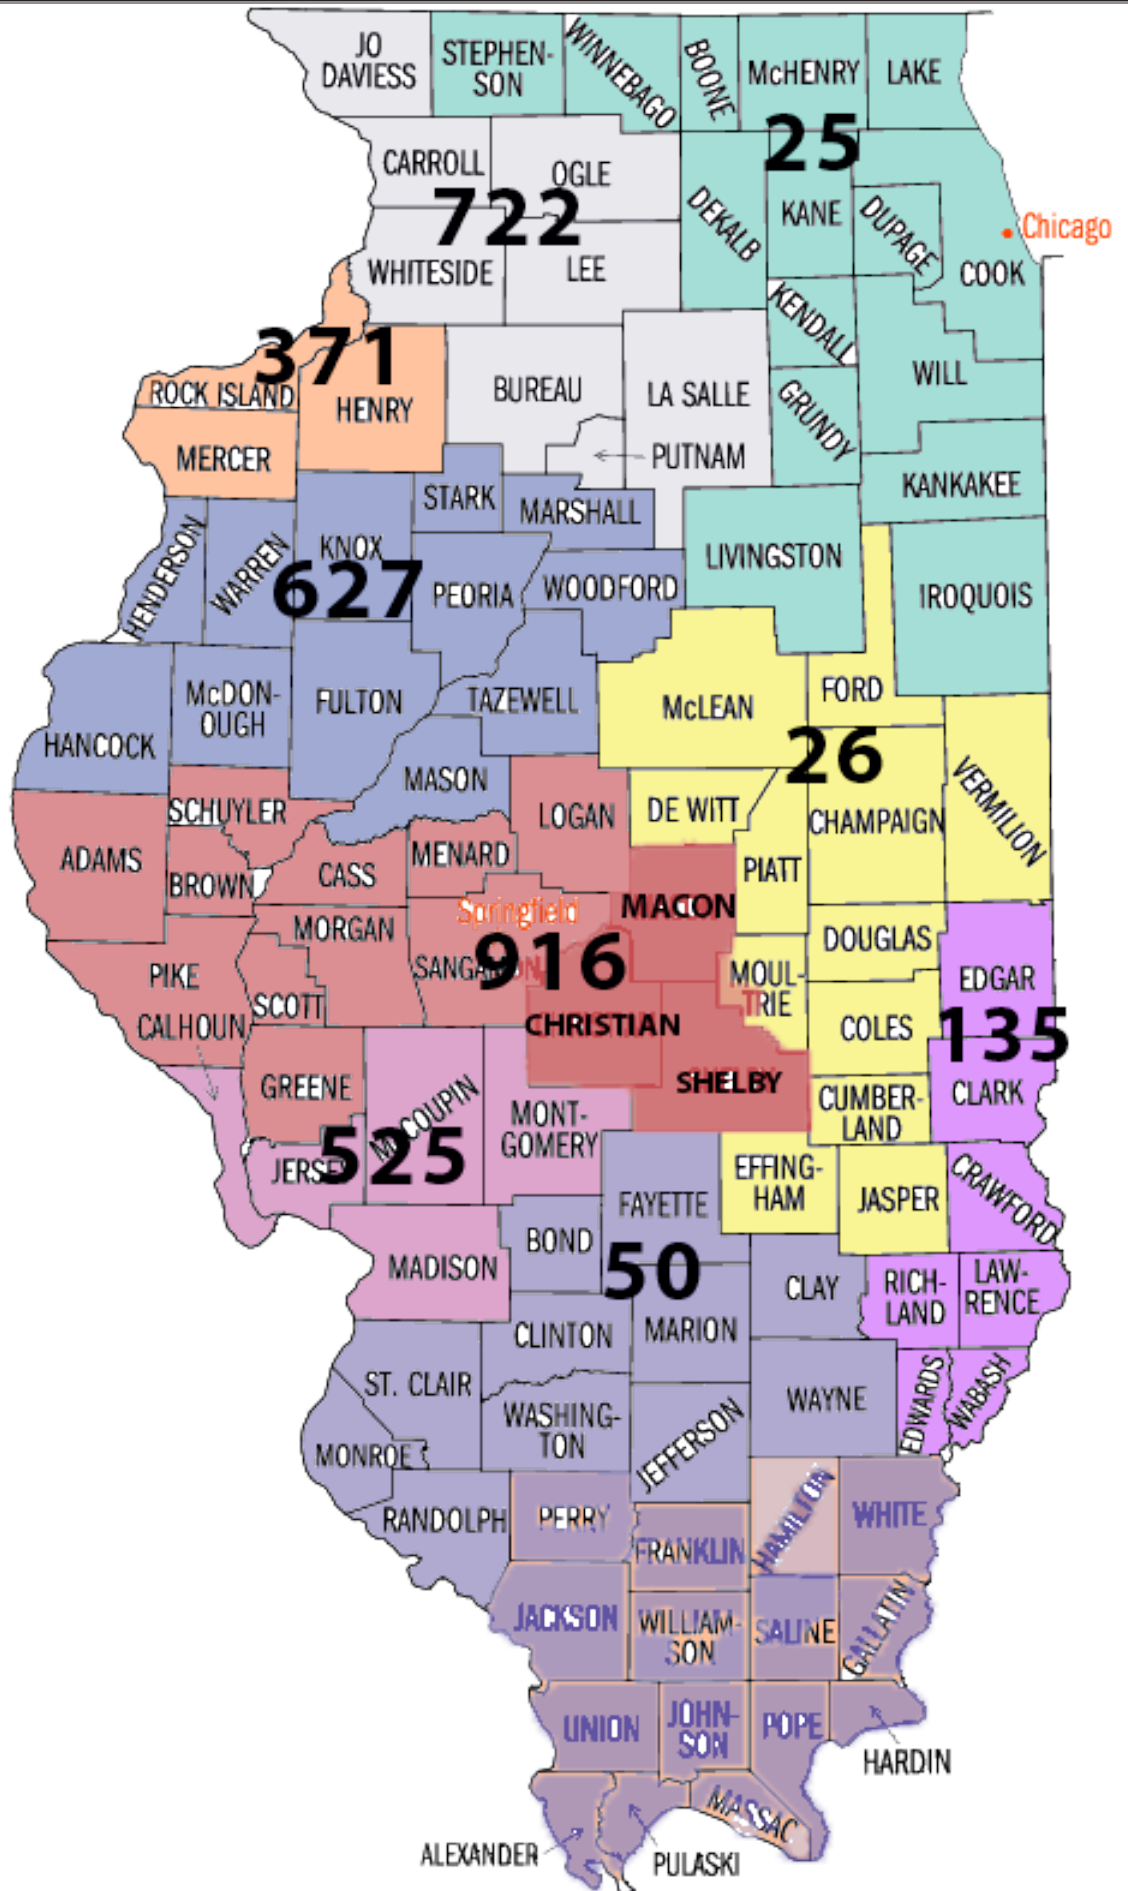 JO
DAVIESS
STEPHEN-
SON
WINNEBAGO
BOONE
McHENRY
LAKE
25
CARROLL
OGLE
722
DEKALB
KANE
DUPAGE
Chicago
COOK
WHITESIDE
LEE
KENDALL
371
ROCK ISLAND
HENRY
BUREAU
LA SALLE
WILL
GRUNDY
MERCER
PUTNAM
KANKAKEE
STARK
MARSHALL
HENDERSON
WARREN
KNOX
627
PEORIA
WOODFORD
LIVINGSTON
IROQUOIS
HANCOCK
McDON-
OUGH
FULTON
TAZEWELL
McLEAN
FORD
26
MASON
VERMILION
SCHUYLER
LOGAN
DE WITT
CHAMPAIGN
ADAMS
BROWN
CASS
MENARD
PIATT
MACON
Springfield
MORGAN
916
DOUGLAS
PIKE
SANGAMON
MOUL-
TRIE
EDGAR
SCOTT
CALHOUN
CHRISTIAN
COLES
135
GREENE
SHELBY
CLARK
MACOUPIN
MONT-
GOMERY
CUMBER-
LAND
525
JERSEY
FAYETTE
EFFING-
HAM
JASPER
CRAWFORD
BOND
50
MADISON
CLAY
RICH-
LAND
LAW-
RENCE
CLINTON
MARION
ST. CLAIR
WAYNE
EDWARDS
WABASH
WASHING-
TON
JEFFERSON
MONROE
RANDOLPH
PERRY
FRANKLIN
HAMILTON
WHITE
JACKSON
WILLIAM-
SON
SALINE
GALLATIN
UNION
JOHN-
SON
POPE
HARDIN
MASSAC
ALEXANDER
PULASKI